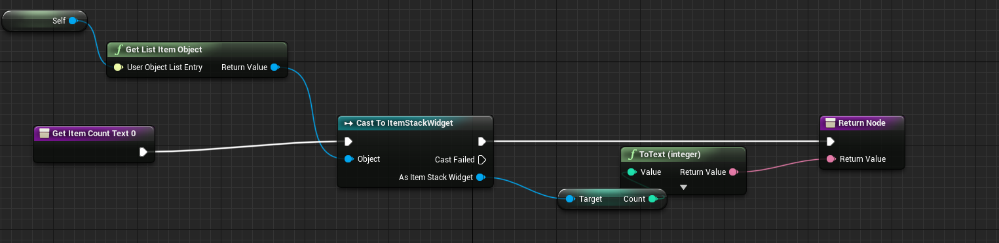 Self
f Get List Item Object
User Object List Entry Return Value
Get Item Count Text 0
Cast To ItemStackWidget
Object
Cast Failed
As Item Stack Widget
f ToText (integer)
Value Return Value
Target Count
Return Node
Return Value